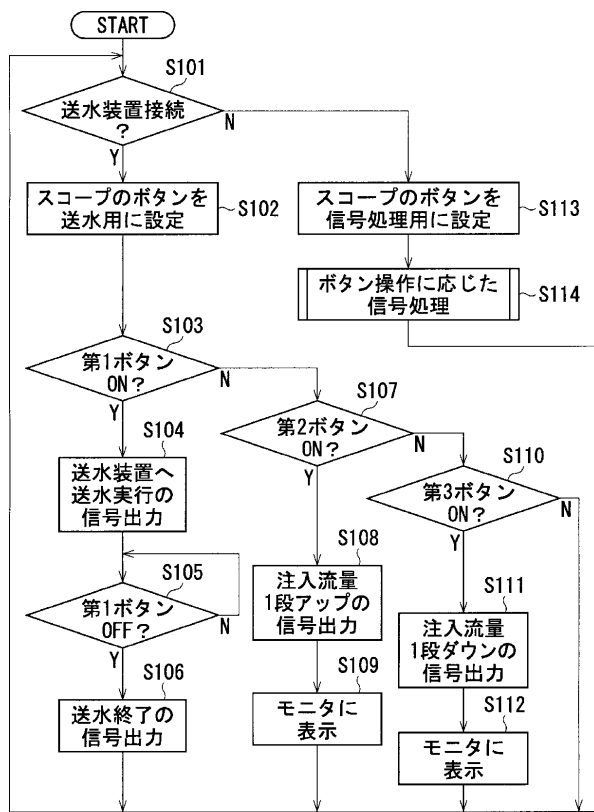 START
S101
送水装置接続
?
N
Y
スコープのボタンを
送水用に設定
S102
スコープのボタンを
信号処理用に設定
S113
ボタン操作に応じた
信号処理
S114
S103
第1ボタン
ON?
N
Y
S107
第2ボタン
ON?
N
Y
S110
第3ボタン
ON?
N
Y
S104
送水装置へ
送水実行の
信号出力
S105
第1ボタン
OFF?
N
Y
S106
送水終了の
信号出力
S108
注入流量
1段アップの
信号出力
S109
モニタに
表示
S111
注入流量
1段ダウンの
信号出力
S112
モニタに
表示